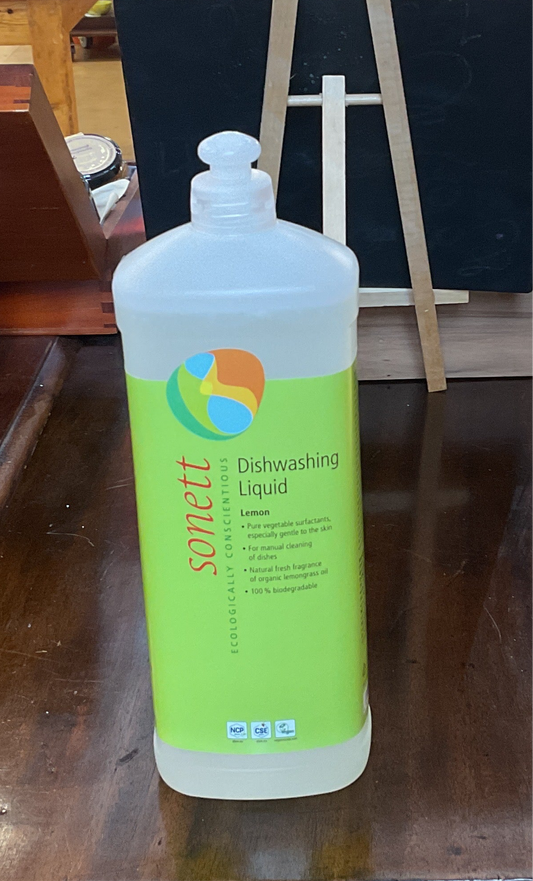 sonett
ECOLOGICALLY CONSCIENTIOUS
Dishwashing
Liquid
Lemon
• Pure vegetable surfactants,
especially gentle to the skin
• For manual cleaning
of dishes
• Natural fresh fragrance
of organic lemongrass oil
• 100 % biodegradable
NCP
CSE
Vegan